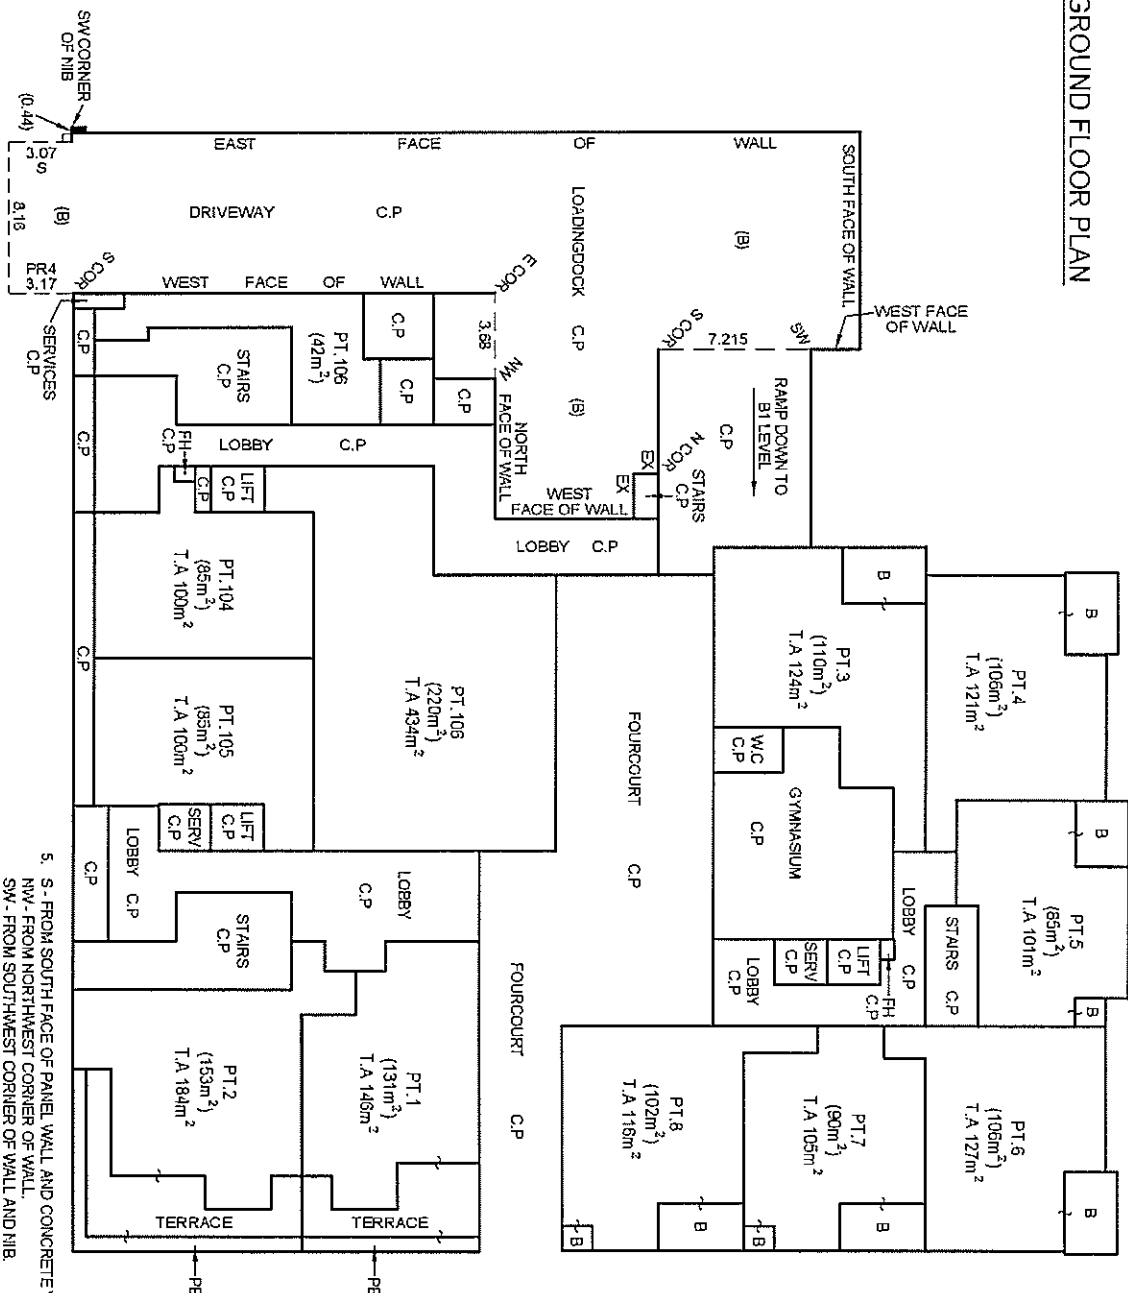 GROUND FLOOR PLAN
SW CORNER
OF NIB
(0.44)
3.07
S
8.16
(B)
PR4
3.17
S COR
EAST FACE OF WALL
SOUTH FACE OF WALL
WEST FACE
OF WALL
DRIVEWAY C.P
LOADINGDOCK C.P (B)
(B)
WEST FACE OF WALL
E COR
3.68
NW
S COR
7.215
SW
RAMP DOWN TO
B1 LEVEL
C.P
N COR
STAIRS
C.P
EX
EX
NORTH
FACE OF WALL
WEST
FACE OF WALL
LOBBY C.P
SERVICES
C.P
C.P
C.P
C.P
STAIRS
C.P
PT.106
(42m²)
C.P
C.P
C.P
LOBBY C.P
FH
C.P
C.P
LIFT
C.P
PT.104
(85m²)
T.A 100m²
PT.105
(85m²)
T.A 100m²
PT.106
(220m²)
T.A 434m²
LIFT
C.P
SERV
C.P
LOBBY
C.P
LOBBY
C.P
C.P
STAIRS
C.P
FOURCOURT C.P
FOURCOURT C.P
B
PT.3
(110m²)
T.A 124m²
B
PT.4
(106m²)
T.A 121m²
W.C
C.P
GYMNASIUM
C.P
B
PT.5
(85m²)
T.A 101m²
B
LOBBY C.P
STAIRS C.P
FH
C.P
LIFT
C.P
SERV
C.P
LOBBY
C.P
PT.6
(106m²)
T.A 127m²
B
PT.7
(90m²)
T.A 105m²
B
B
PT.8
(102m²)
T.A 116m²
B
B
PT.1
(131m²)
T.A 146m²
PT.2
(153m²)
T.A 184m²
TERRACE
TERRACE
5. S - FROM SOUTH FACE OF PANEL WALL AND CONCRETE
NW - FROM NORTHWEST CORNER OF WALL.
SW - FROM SOUTHWEST CORNER OF WALL AND NIB.